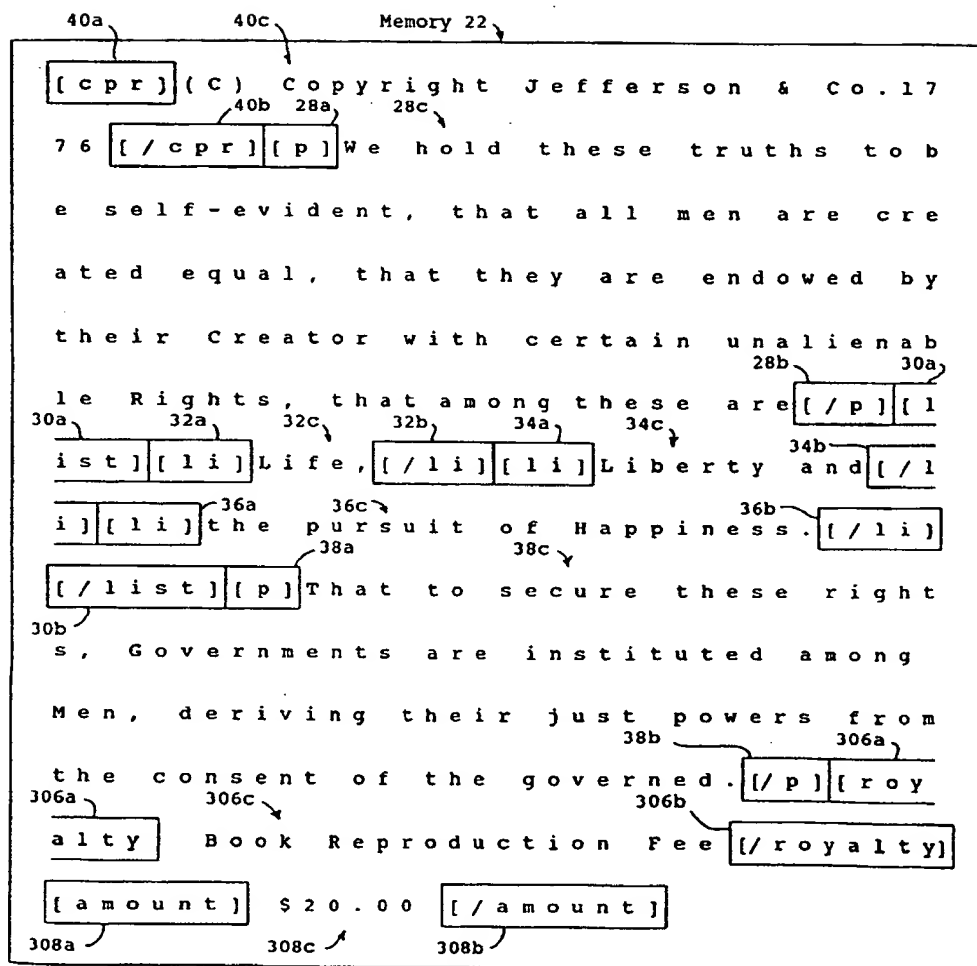 40a 40c Memory 22
[cpr](C) Copyright Jefferson & Co.17
40b 28a 28c
76 [/cpr][p]We hold these truths to b
e self-evident, that all men are cre
ated equal, that they are endowed by
their Creator with certain unalienab
28b 30a
le Rights, that among these are[/p][l
30a 32a 32c 32b 34a 34c 34b
ist][li]Life,[/li][li]Liberty and[/l
36a 36c 36b
i][li]the pursuit of Happiness.[/li]
38a 38c
[/list][p]That to secure these right
30b
s, Governments are instituted among
Men, deriving their just powers from
38b 306a
the consent of the governed.[/p][roy
306a 306c 306b
alty Book Reproduction Fee [/royalty]
[amount] $20.00 [/amount]
308a 308c 308b